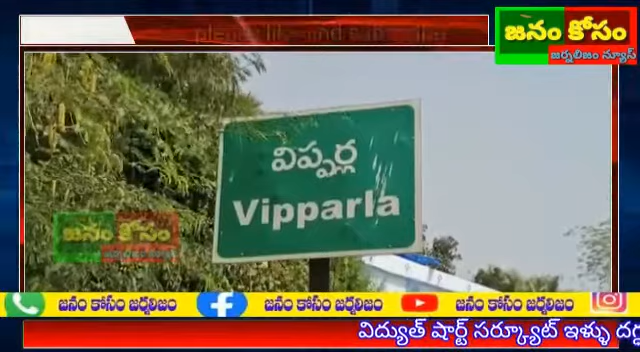 జనం కోసం
జర్నలిజం న్యూస్
విప్పర్ల
Vipparla
జనం కోసం
జనం కోసం జర్నలిజం జనం కోసం జర్నలిజం జనం కోసం జర్నలిజం
విద్యుత్ షార్ట్ సర్క్యూట్ ఇళ్ళు